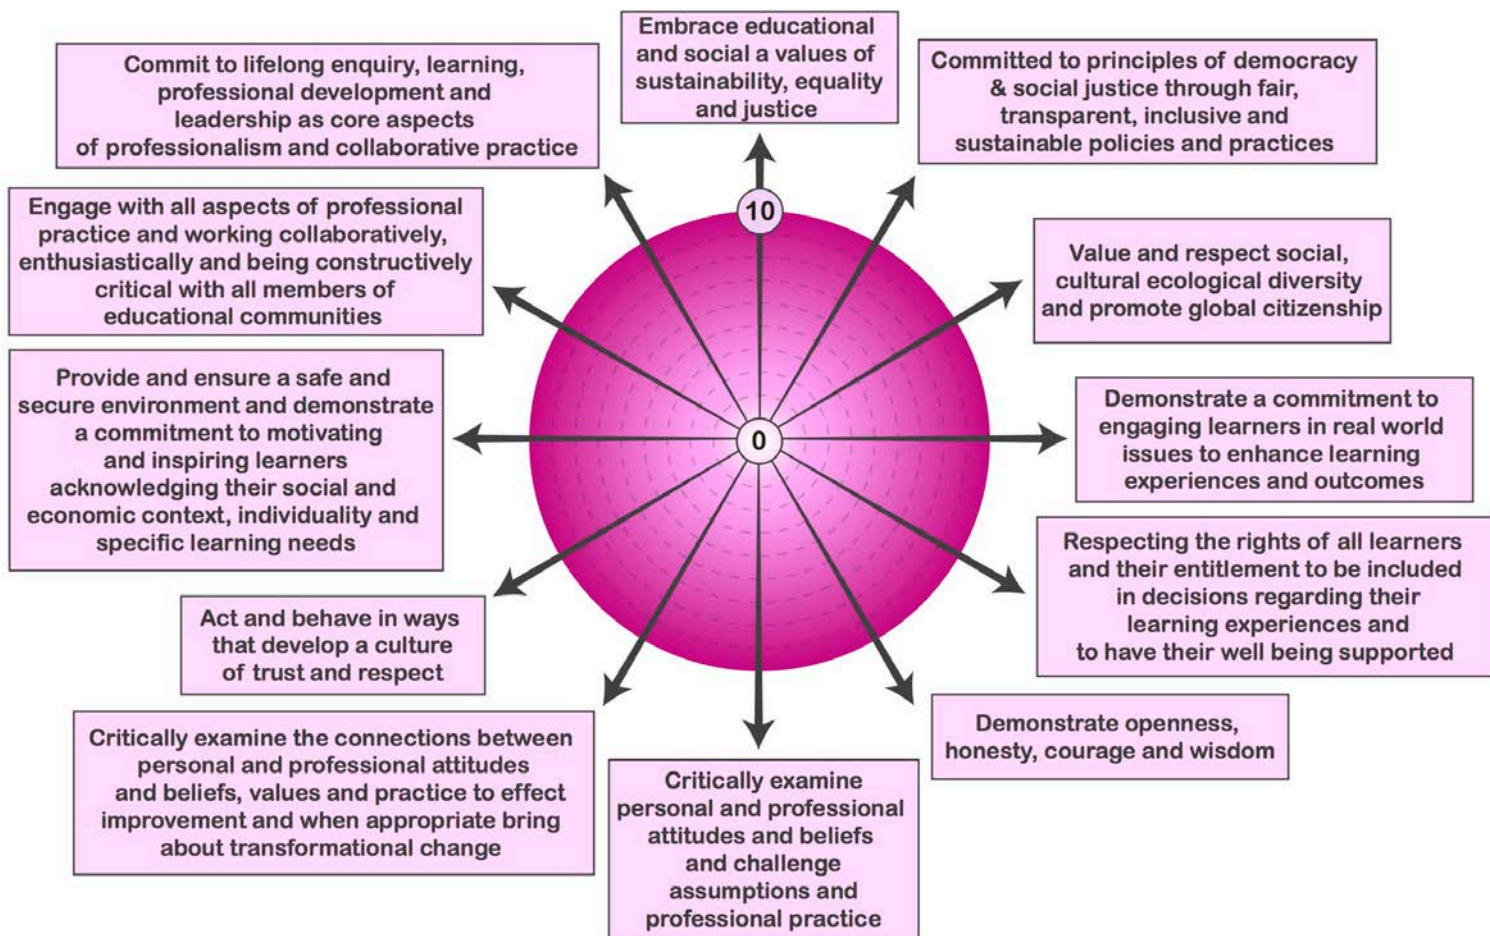 Embrace educational
and social a values of
sustainability, equality
and justice
Committed to principles of democracy
& social justice through fair,
transparent, inclusive and
sustainable policies and practices
Value and respect social,
cultural ecological diversity
and promote global citizenship
Demonstrate a commitment to
engaging learners in real world
issues to enhance learning
experiences and outcomes
Respecting the rights of all learners
and their entitlement to be included
in decisions regarding their
learning experiences and
to have their well being supported
Demonstrate openness,
honesty, courage and wisdom
Critically examine
personal and professional
attitudes and beliefs
and challenge
assumptions and
professional practice
Critically examine the connections between
personal and professional attitudes
and beliefs, values and practice to effect
improvement and when appropriate bring
about transformational change
Act and behave in ways
that develop a culture
of trust and respect
Provide and ensure a safe and
secure environment and demonstrate
a commitment to motivating
and inspiring learners
acknowledging their social and
economic context, individuality and
specific learning needs
Engage with all aspects of professional
practice and working collaboratively,
enthusiastically and being constructively
critical with all members of
educational communities
Commit to lifelong enquiry, learning,
professional development and
leadership as core aspects
of professionalism and collaborative practice
10
0